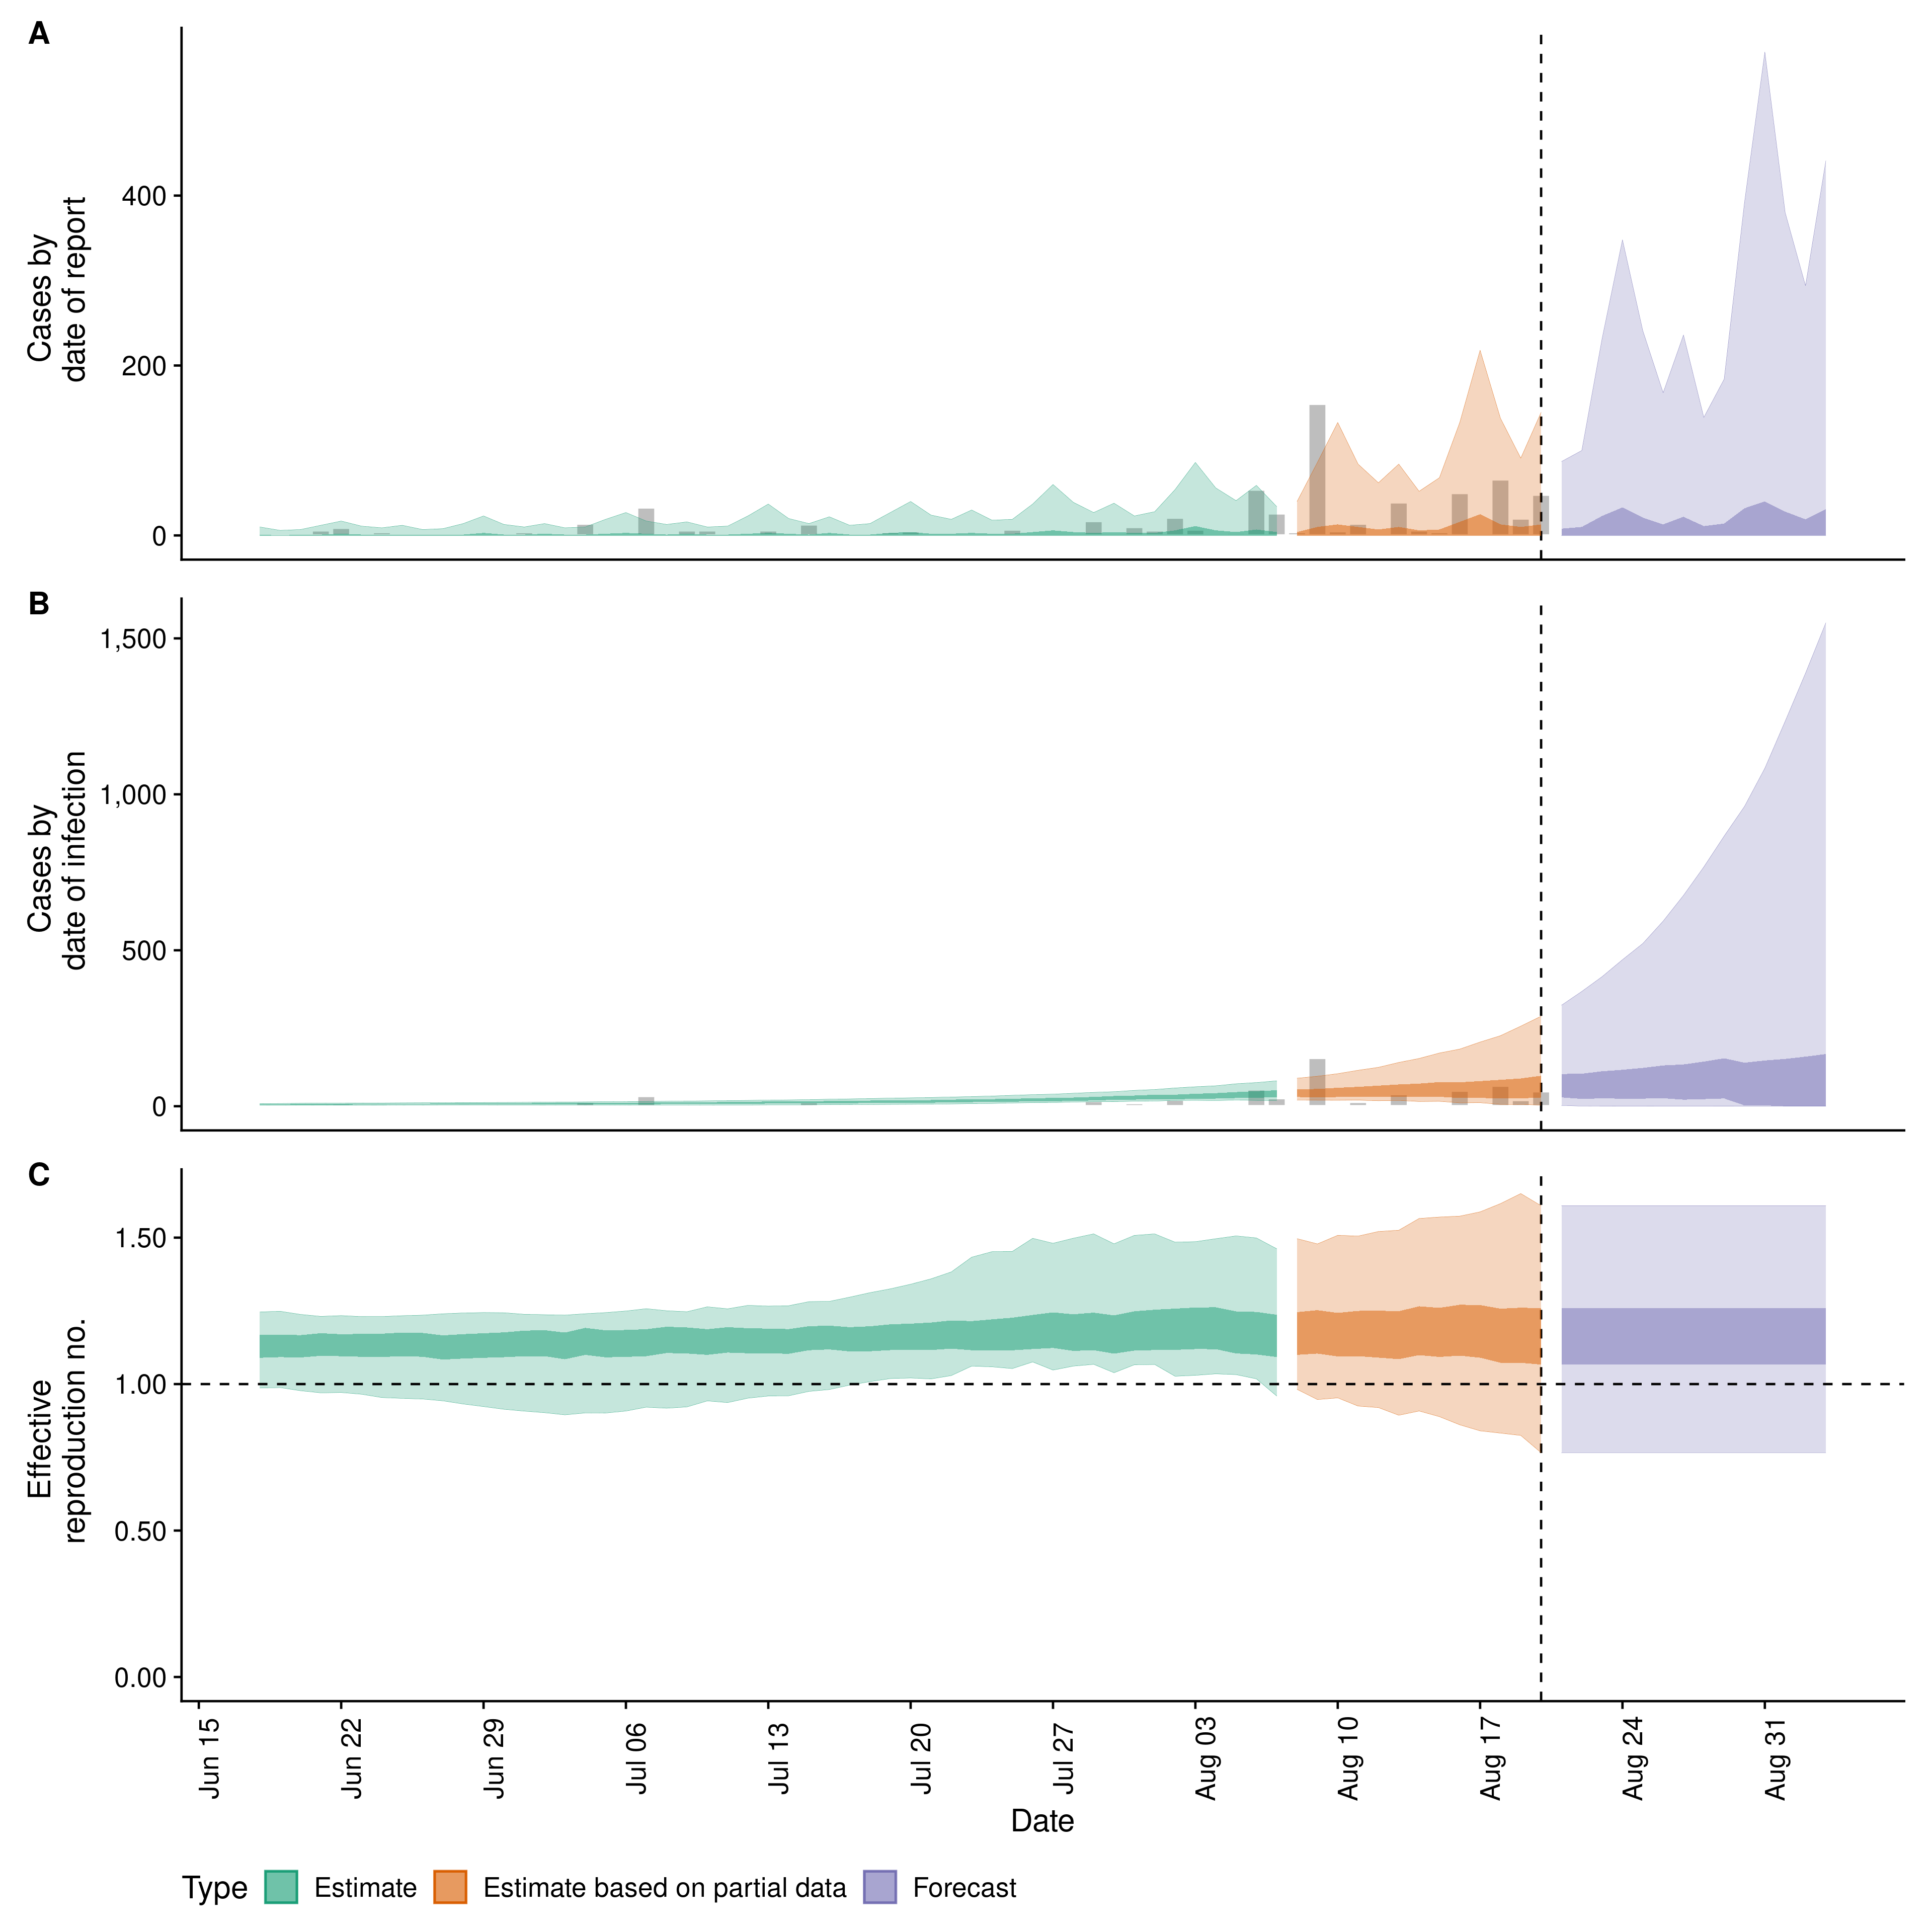 A
Cases by
date of report
400
200
0
B
Cases by
date of infection
1,500
1,000
500
0
C
Effective
reproduction no.
1.50
1.00
0.50
0.00
Jun 15
Jun 22
Jun 29
Jul 06
Jul 13
Jul 20
Jul 27
Aug 03
Aug 10
Aug 17
Aug 24
Aug 31
Date
Type Estimate Estimate based on partial data Forecast